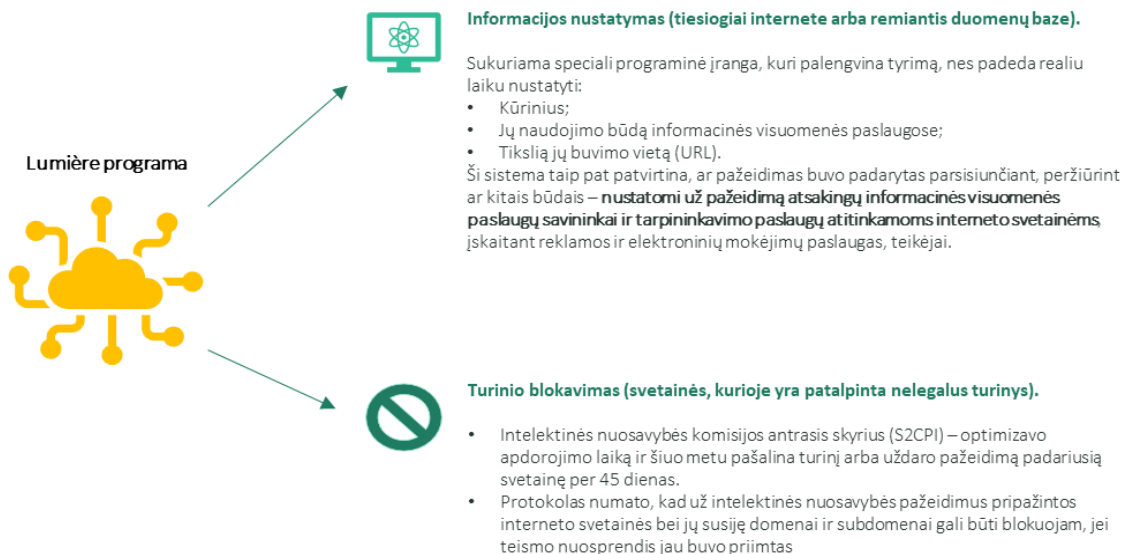 Informacijos nustatymas (tiesiogiai internete arba remiantis duomenų baze).
Sukuriama speciali programinė įranga, kuri palengvina tyrimą, nes padeda realiu
laiku nustatyti:
• Kūrinius;
• Jų naudojimo būdą informacinės visuomenės paslaugose;
• Tikslią jų buvimo vietą (URL).
Ši sistema taip pat patvirtina, ar pažeidimas buvo padarytas parsisiunčiant, peržiūrint
ar kitais būdais – nustatomi už pažeidimą atsakingų informacinės visuomenės
paslaugų savininkai ir tarpininkavimo paslaugų atitinkamoms interneto svetainėms,
įskaitant reklamos ir elektroninių mokėjimų paslaugas, teikėjai.
Lumière programa
Turinio blokavimas (svetainės, kurioje yra patalpinta nelegalus turinys).
• Intelektinės nuosavybės komisijos antrasis skyrius (S2CPI) – optimizavo
apdorojimo laiką ir šiuo metu pašalina turinį arba uždaro pažeidimą padariusią
svetainę per 45 dienas.
• Protokolas numato, kad už intelektinės nuosavybės pažeidimus pripažintos
interneto svetainės bei jų susiję domenai ir subdomenai gali būti blokuojam, jei
teismo nuosprendis jau buvo priimtas